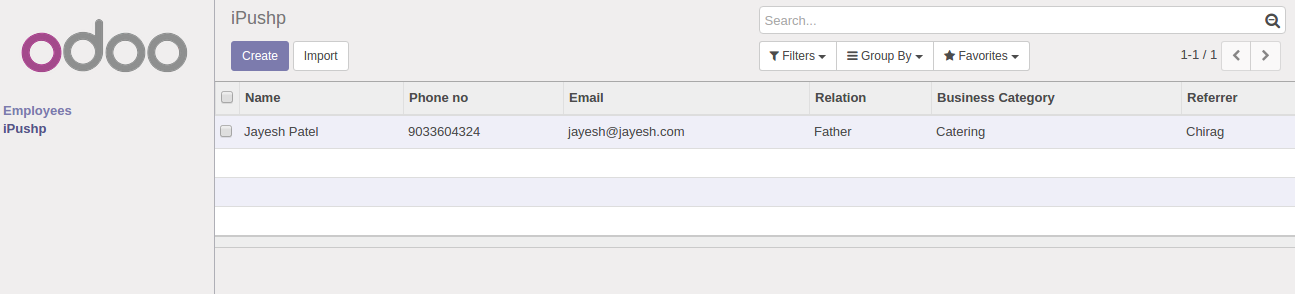 odoo
Employees
iPushp
iPushp
Search...
Create Import Filters Group By Favorites 1-1 / 1
Name Phone no Email Relation Business Category Referrer
Jayesh Patel 9033604324 jayesh@jayesh.com Father Catering Chirag